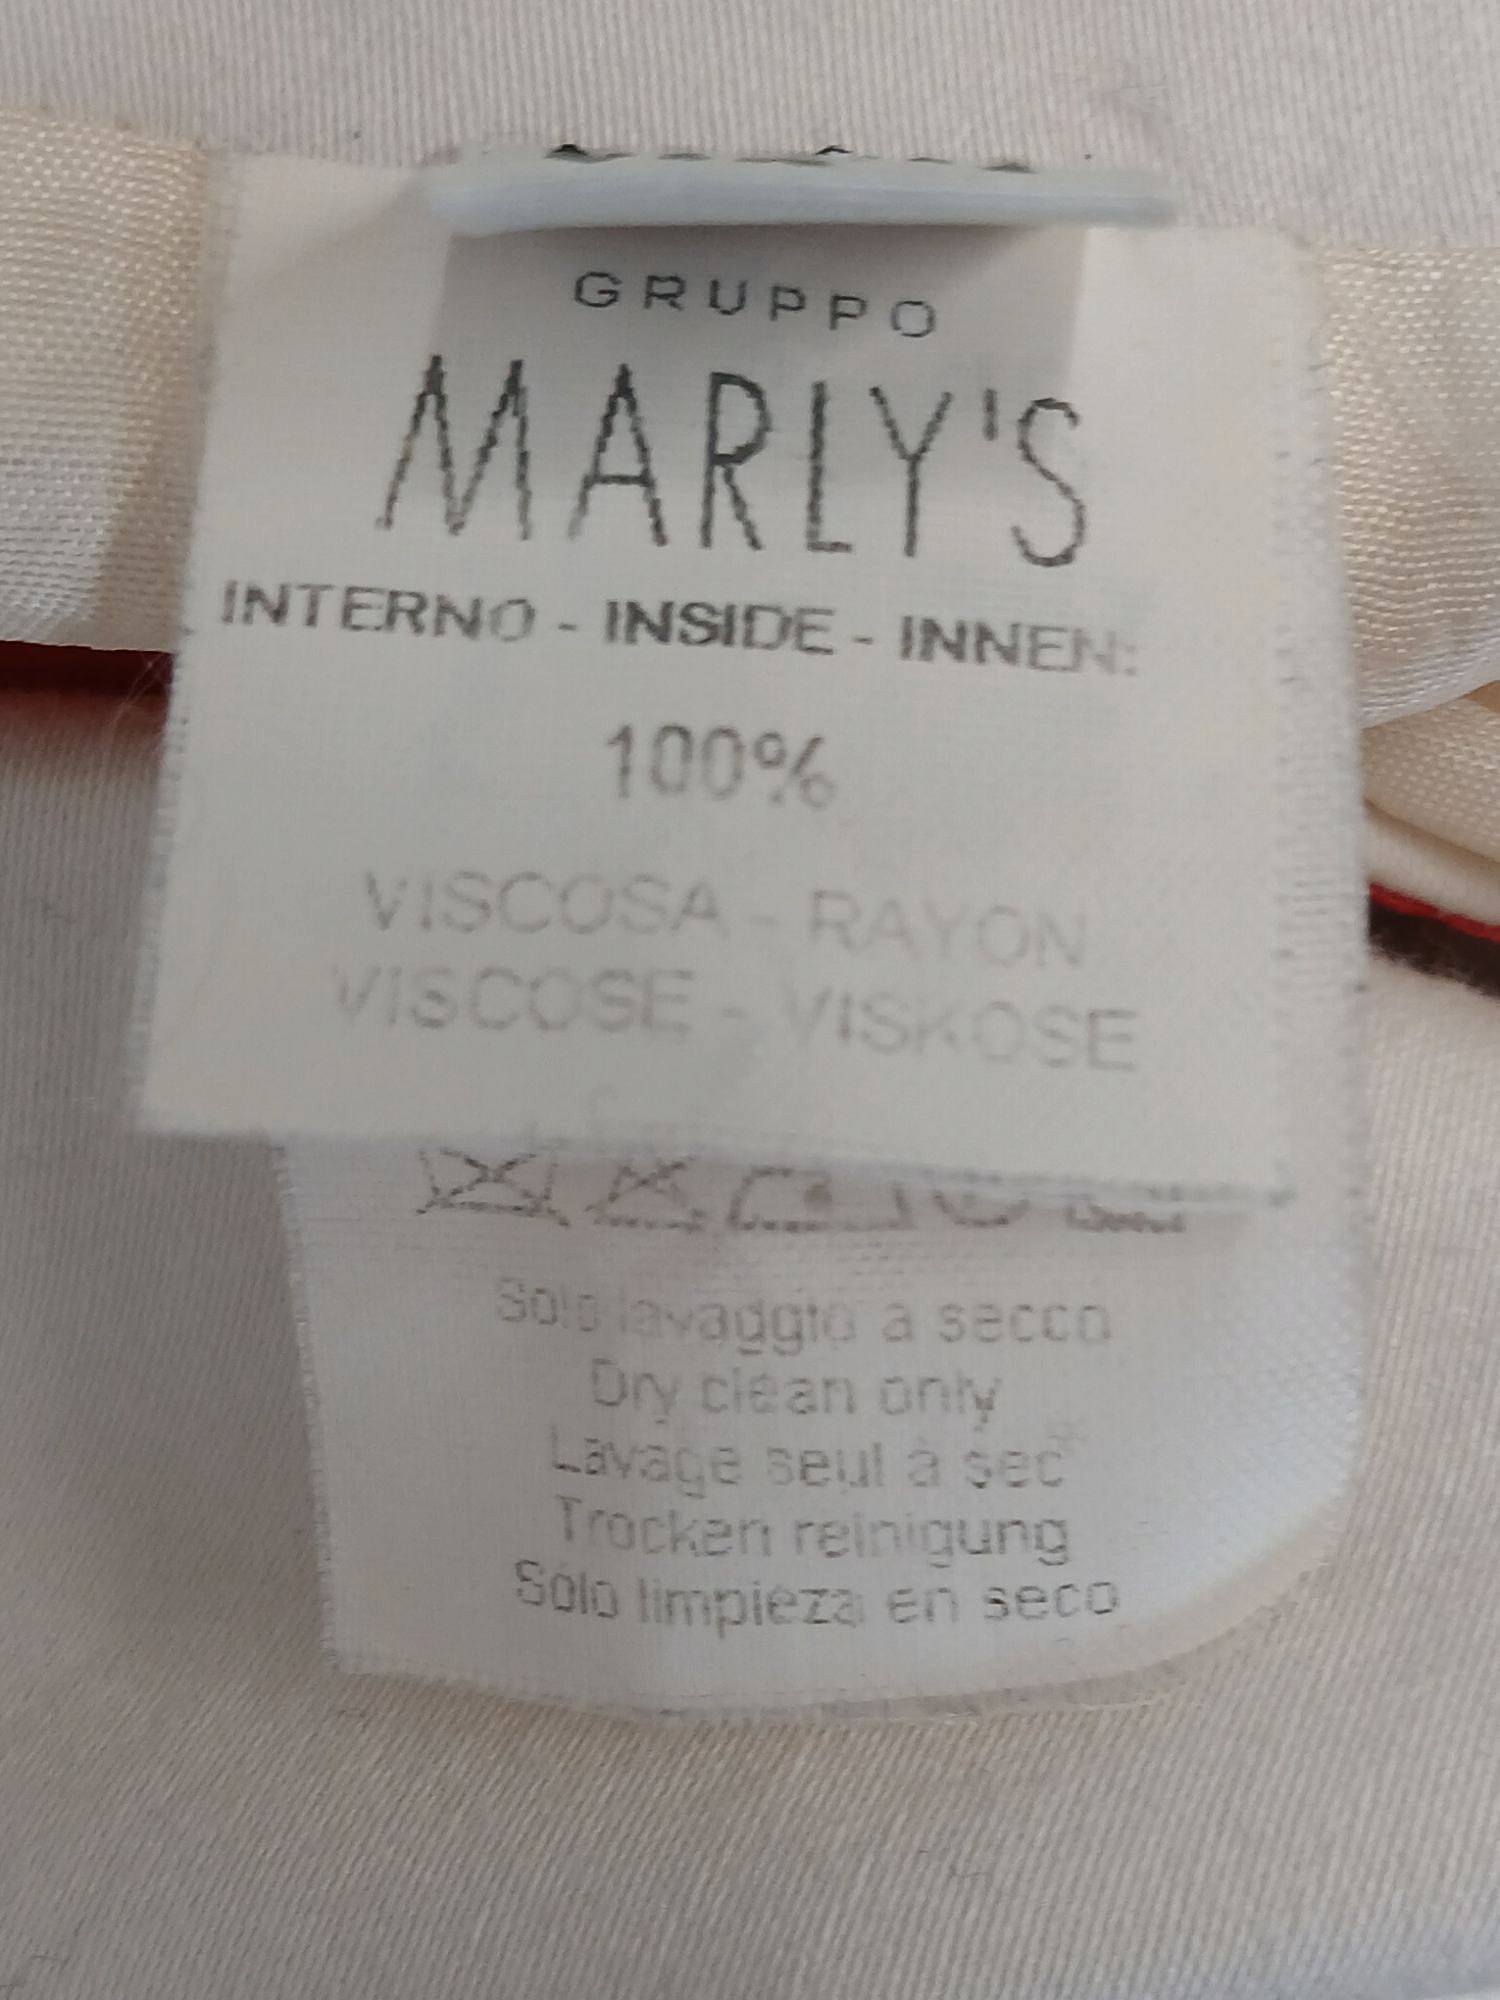 GRUPPO
MARLY'S
INTERNO - INSIDE - INNEN:
100%
VISCOSA - RAYON
VISCOSE - VISKOSE
Solo lavaggio a secco
Dry clean only
Lavage seul à sec
Trocken reinigung
Sólo limpieza en seco